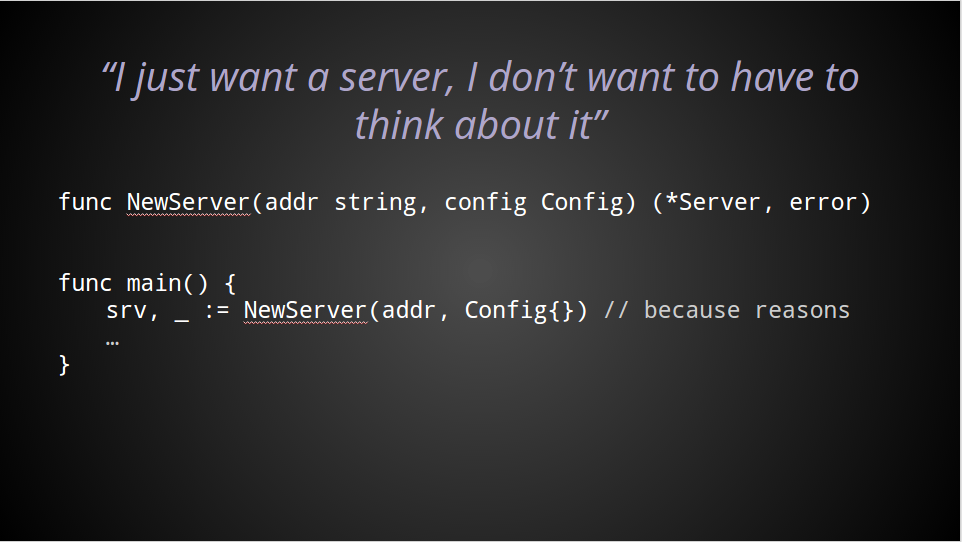 “I just want a server, I don’t want to have to
think about it”
func NewServer(addr string, config Config) (*Server, error)
func main() {
srv, _ := NewServer(addr, Config{}) // because reasons
…
}